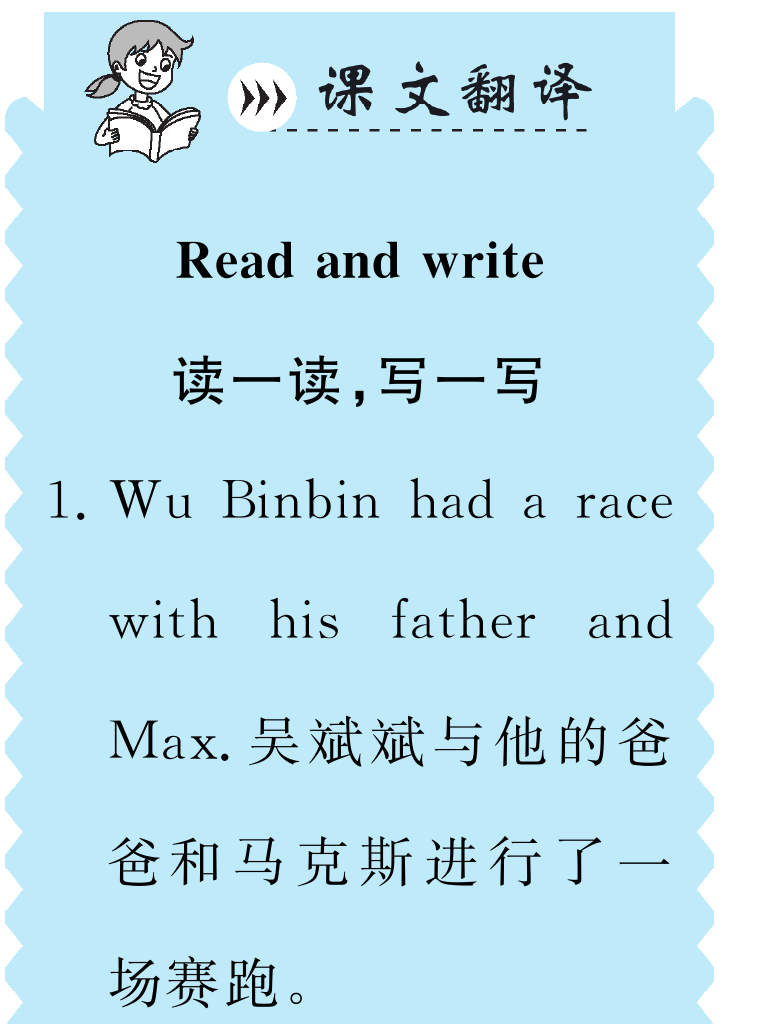 课文翻译
Read and write
读一读,写一写
1. Wu Binbin had a race
with his father and
Max. 吴斌斌与他的爸
爸和马克斯进行了一
场赛跑。